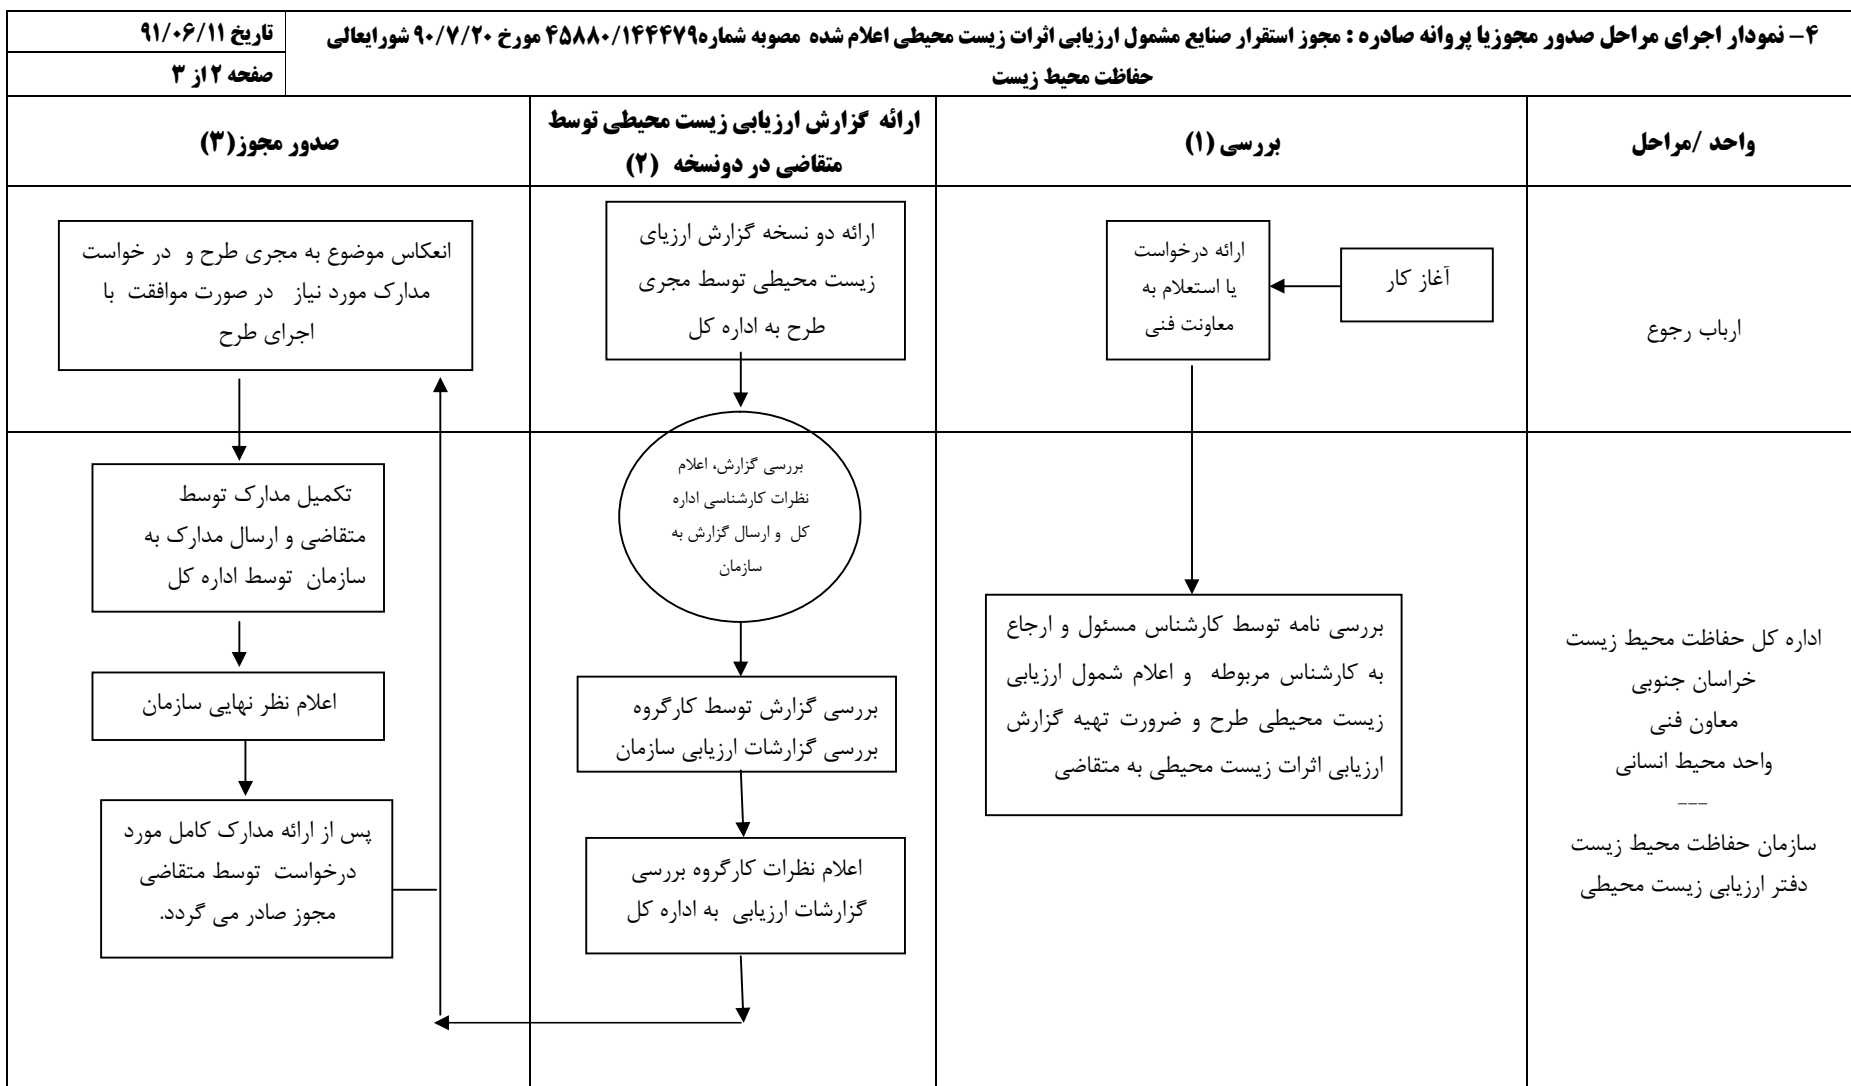 ۴- نمودار اجرای مراحل صدور مجوزیا پروانه صادره : مجوز استقرار صنایع مشمول ارزیابی اثرات زیست محیطی اعلام شده مصوبه شماره۴۵۸۸۰/۱۴۴۴۷۹ مورخ ۹۰/۷/۲۰ شورایعالی
حفاظت محیط زیست
تاریخ ۹۱/۰۶/۱۱
صفحه ۲ از ۳
واحد /مراحل
بررسی (۱)
ارائه گزارش ارزیابی زیست محیطی توسط
متقاضی در دونسخه (۲)
صدور مجوز(۳)
ارباب رجوع
آغاز کار
ارائه درخواست
یا استعلام به
معاونت فنی
ارائه دو نسخه گزارش ارزیای
زیست محیطی توسط مجری
طرح به اداره کل
انعکاس موضوع به مجری طرح و در خواست
مدارک مورد نیاز در صورت موافقت با
اجرای طرح
اداره کل حفاظت محیط زیست
خراسان جنوبی
معاون فنی
واحد محیط انسانی
---
سازمان حفاظت محیط زیست
دفتر ارزیابی زیست محیطی
بررسی نامه توسط کارشناس مسئول و ارجاع
به کارشناس مربوطه و اعلام شمول ارزیابی
زیست محیطی طرح و ضرورت تهیه گزارش
ارزیابی اثرات زیست محیطی به متقاضی
بررسی گزارش، اعلام
نظرات کارشناسی اداره
کل و ارسال گزارش به
سازمان
بررسی گزارش توسط کارگروه
بررسی گزارشات ارزیابی سازمان
اعلام نظرات کارگروه بررسی
گزارشات ارزیابی به اداره کل
تکمیل مدارک توسط
متقاضی و ارسال مدارک به
سازمان توسط اداره کل
اعلام نظر نهایی سازمان
پس از ارائه مدارک کامل مورد
درخواست توسط متقاضی
مجوز صادر می گردد.